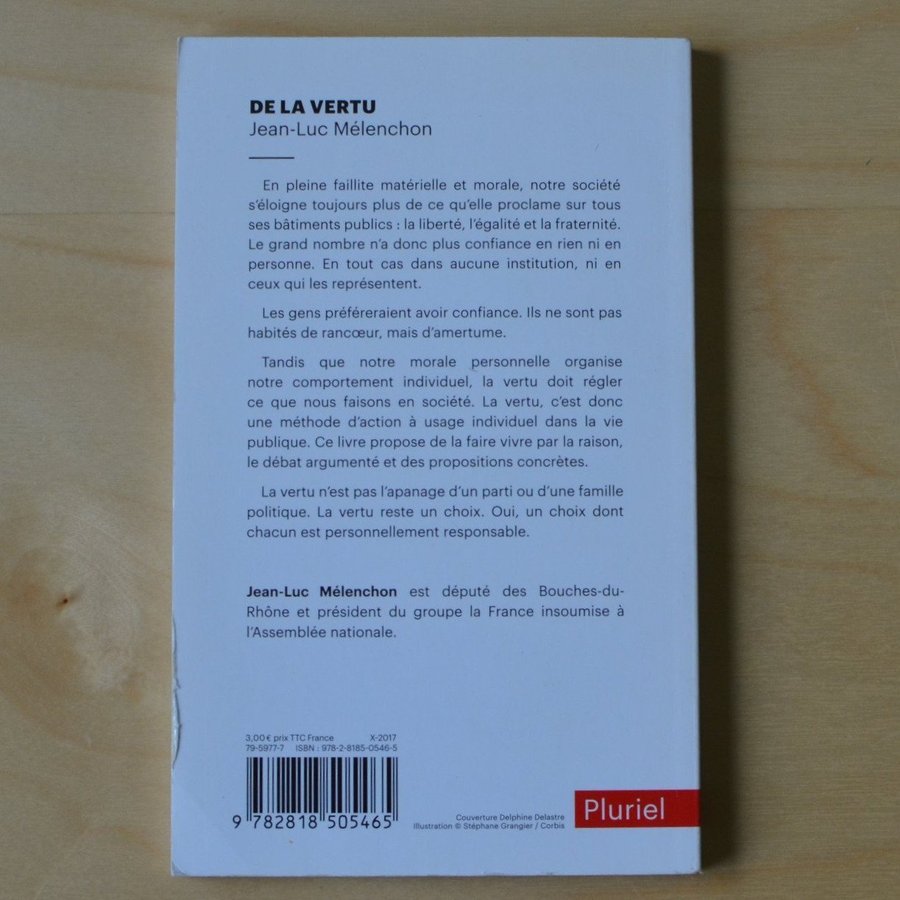 DE LA VERTU
Jean-Luc Mélenchon
En pleine faillite matérielle et morale, notre société
s'éloigne toujours plus de ce qu'elle proclame sur tous
ses bâtiments publics : la liberté, l'égalité et la fraternité.
Le grand nombre n'a donc plus confiance en rien ni en
personne. En tout cas dans aucune institution, ni en
ceux qui les représentent.
Les gens préféreraient avoir confiance. Ils ne sont pas
habités de rancœur, mais d'amertume.
Tandis que notre morale personnelle organise
notre comportement individuel, la vertu doit régler
ce que nous faisons en société. La vertu, c'est donc
une méthode d'action à usage individuel dans la vie
publique. Ce livre propose de la faire vivre par la raison,
le débat argumenté et des propositions concrètes.
La vertu n'est pas l'apanage d'un parti ou d'une famille
politique. La vertu reste un choix. Oui, un choix dont
chacun est personnellement responsable.
Jean-Luc Mélenchon est député des Bouches-du-
Rhône et président du groupe la France insoumise à
l'Assemblée nationale.
3,00 € prix TTC France X-2017
79-5977-7 ISBN : 978-2-8185-0546-5
9 782818 505465
Couverture Delphine Delastre
Illustration © Stéphane Grangier / Corbis
Pluriel